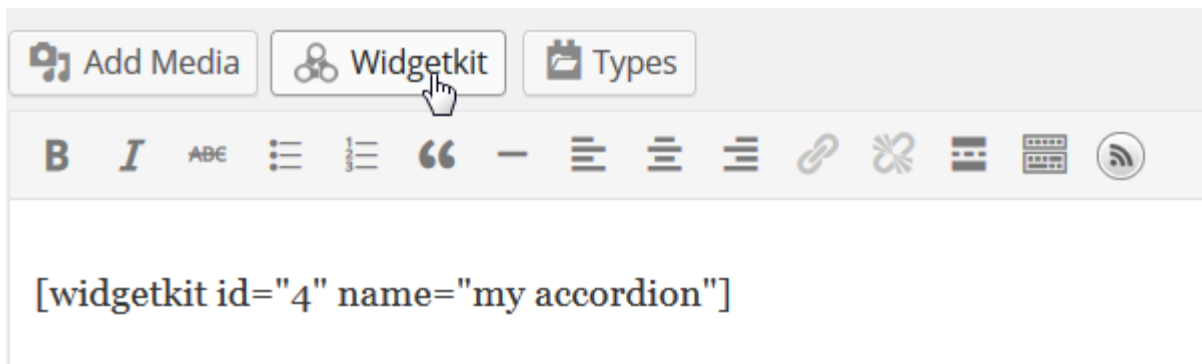 Add Media Widgetkit Types
B I ABC
[widgetkit id="4" name="my accordion"]